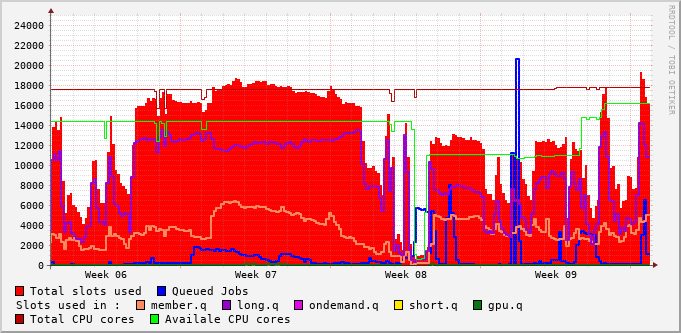 RRDTOOL / TOBI OETIKER
24000
22000
20000
18000
16000
14000
12000
10000
8000
6000
4000
2000
0
Week 06 Week 07 Week 08 Week 09
Total slots used Queued Jobs
Slots used in : member.q long.q ondemand.q short.q gpu.q
Total CPU cores Availale CPU cores